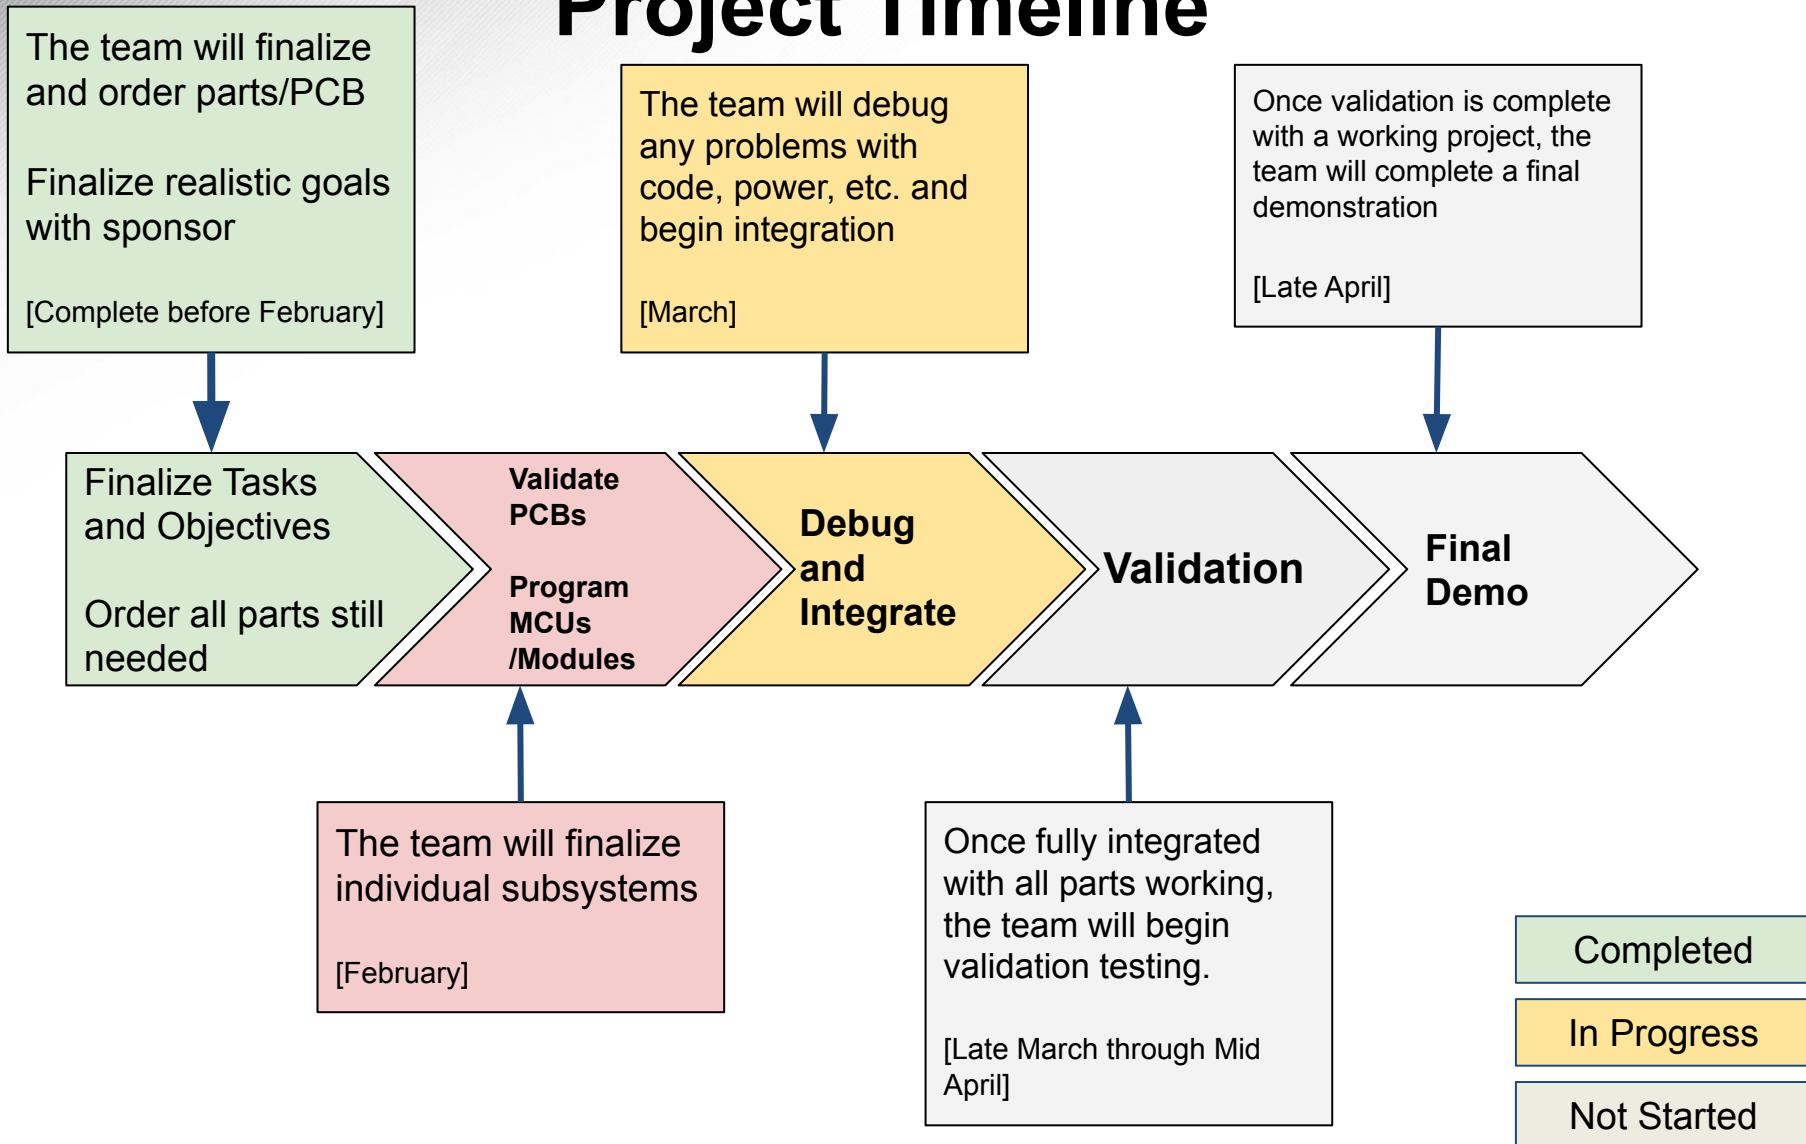 Project Timeline
The team will finalize
and order parts/PCB
Finalize realistic goals
with sponsor
[Complete before February]
The team will debug
any problems with
code, power, etc. and
begin integration
[March]
Once validation is complete
with a working project, the
team will complete a final
demonstration
[Late April]
Finalize Tasks
and Objectives
Order all parts still
needed
Validate
PCBs
Program
MCUs
/Modules
Debug
and
Integrate
Validation
Final
Demo
The team will finalize
individual subsystems
[February]
Once fully integrated
with all parts working,
the team will begin
validation testing.
[Late March through Mid
April]
Completed
In Progress
Not Started